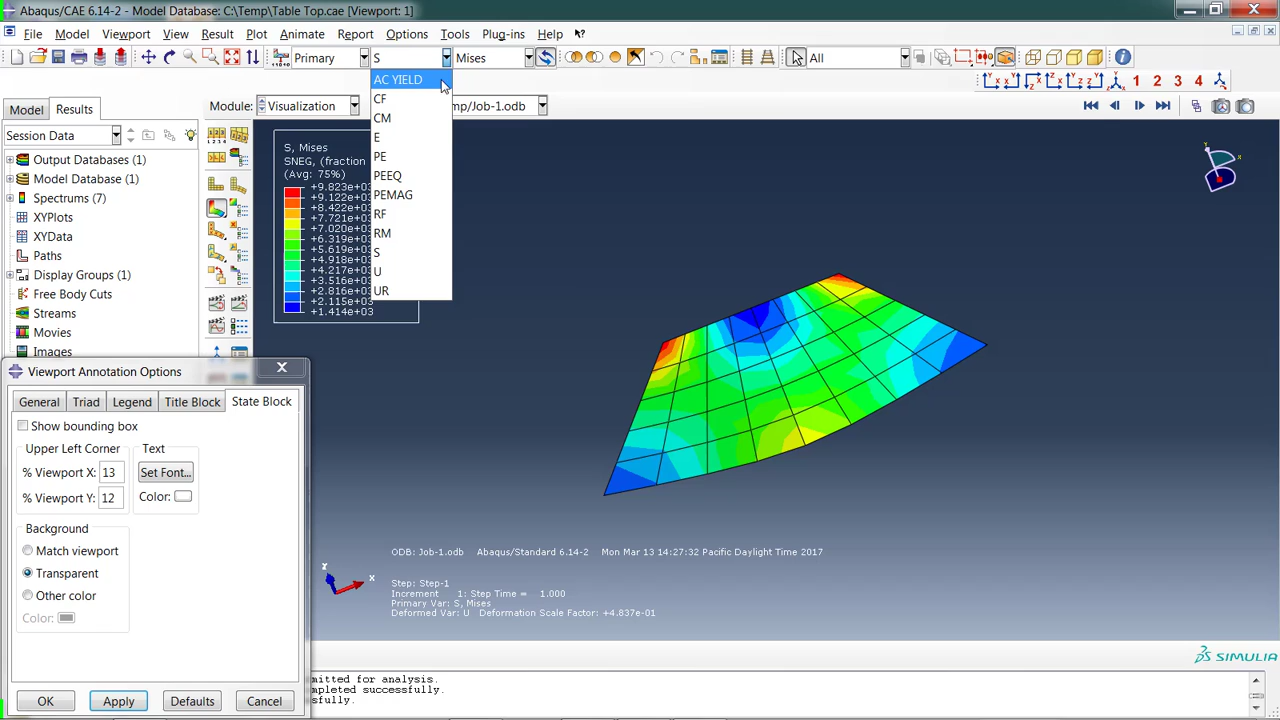 Abaqus/CAE 6.14-2 - Model Database: C:\Temp\Table Top.cae [Viewport: 1]
File Model Viewport View Result Plot Animate Report Options Tools Plug-ins Help
Primary S Mises All
AC YIELD
CF
CM
E
PE
PEEQ
PEMAG
RF
RM
S
U
UR
1 2 3 4
Model Results Module: Visualization mp/Job-1.odb
Session Data
Output Databases (1)
Model Database (1)
Spectrums (7)
XYPlots
XYData
Paths
Display Groups (1)
Free Body Cuts
Streams
Movies
Images
S, Mises
SNEG, (fraction
(Avg: 75%)
+9.823e+03
+9.122e+03
+8.422e+03
+7.721e+03
+7.020e+03
+6.319e+03
+5.619e+03
+4.918e+03
+4.217e+03
+3.516e+03
+2.816e+03
+2.115e+03
+1.414e+03
Viewport Annotation Options
General Triad Legend Title Block State Block
Show bounding box
Upper Left Corner
% Viewport X: 13
% Viewport Y: 12
Text
Set Font...
Color:
Background
Match viewport
Transparent
Other color
Color:
OK Apply Defaults Cancel
ODB: Job-1.odb Abaqus/Standard 6.14-2 Mon Mar 13 14:27:32 Pacific Daylight Time 2017
Step: Step-1
Increment 1: Step Time = 1.000
Primary Var: S, Mises
Deformed Var: U Deformation Scale Factor: +4.837e-01
SIMULIA
mitted for analysis.
mpleted successfully.
sfully.